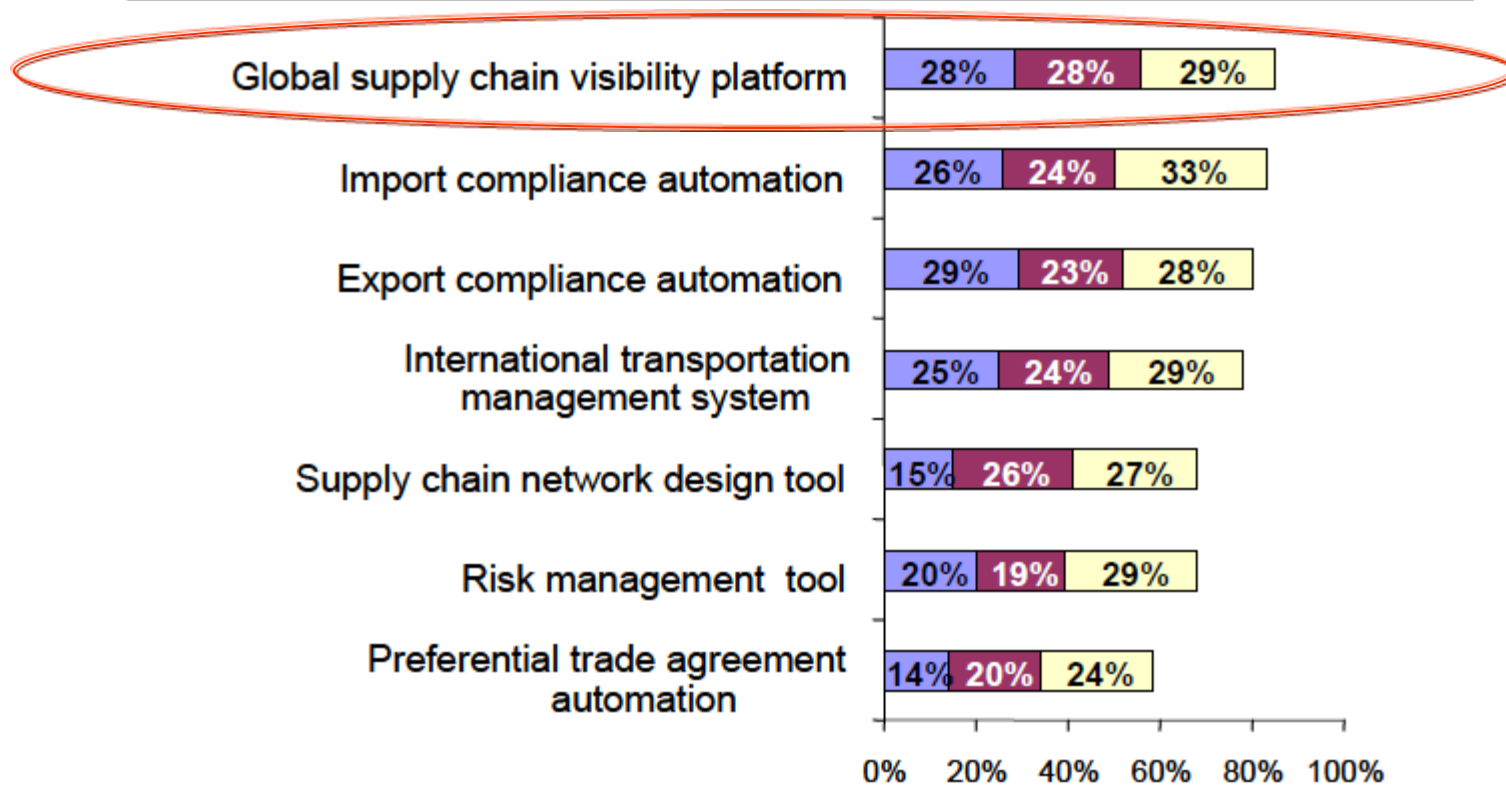 Global supply chain visibility platform 28% 28% 29%
Import compliance automation 26% 24% 33%
Export compliance automation 29% 23% 28%
International transportation
management system 25% 24% 29%
Supply chain network design tool 15% 26% 27%
Risk management tool 20% 19% 29%
Preferential trade agreement
automation 14% 20% 24%
0% 20% 40% 60% 80% 100%